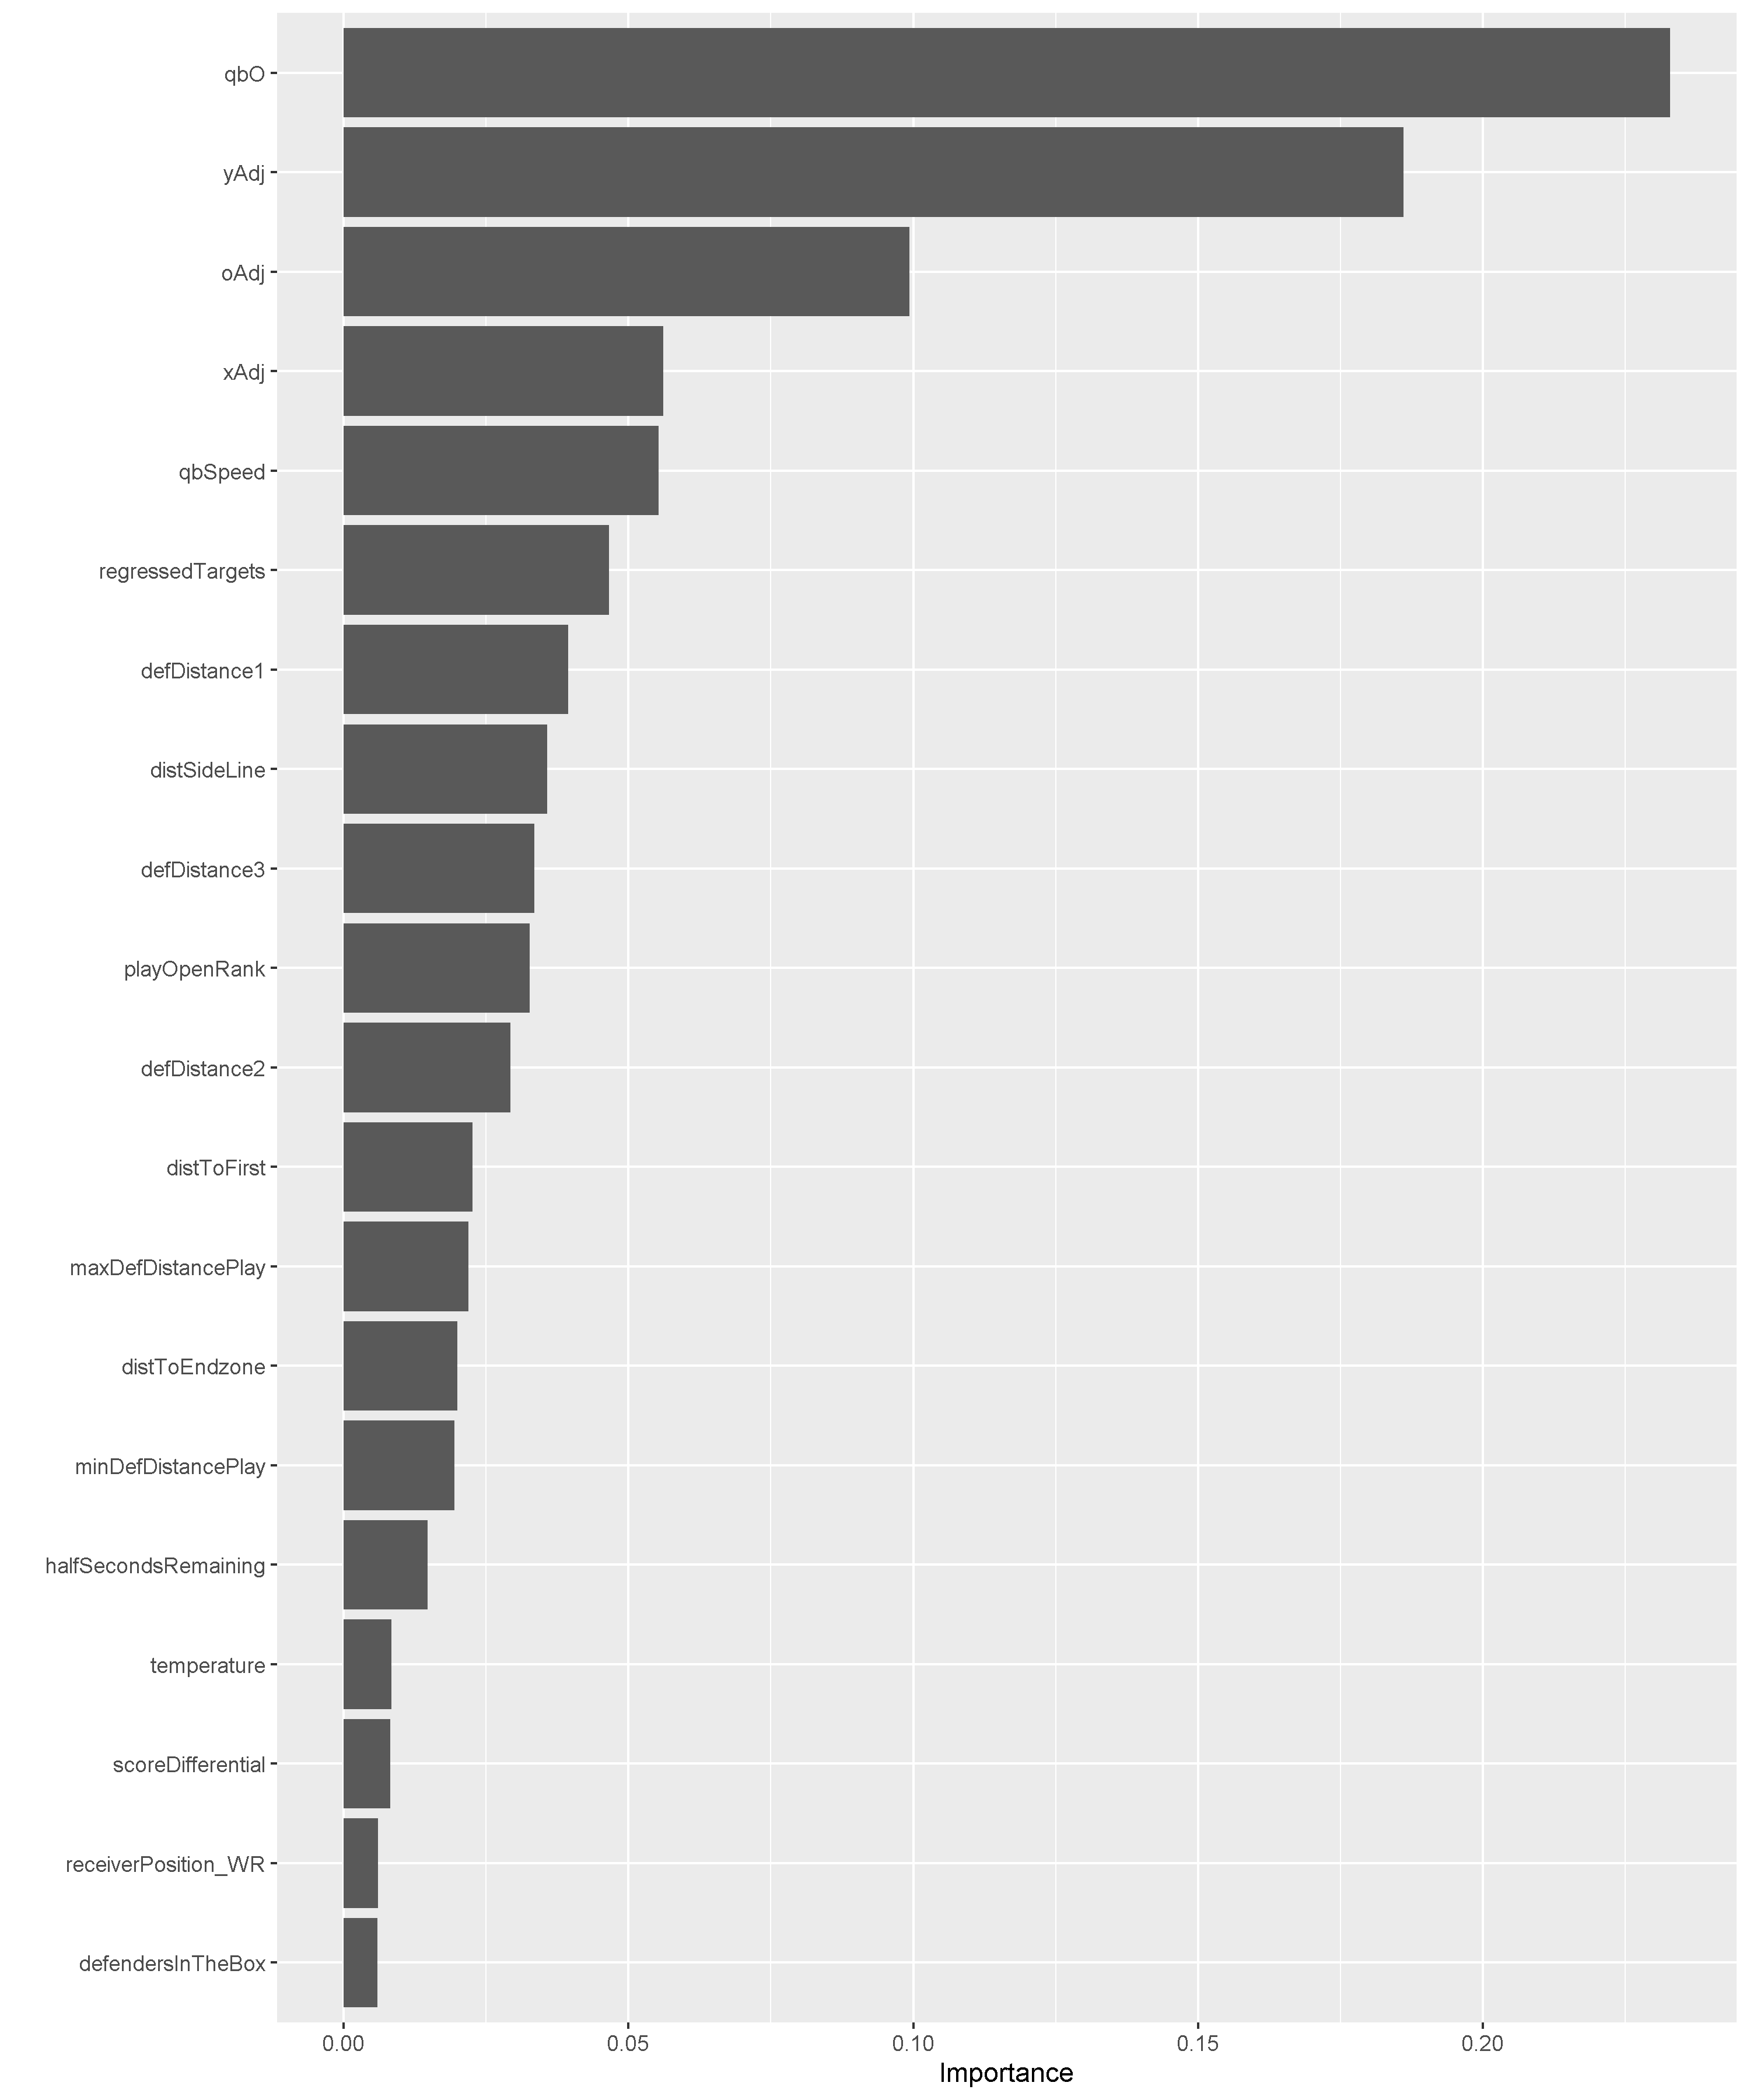 qbO
yAdj
oAdj
xAdj
qbSpeed
regressedTargets
defDistance1
distSideLine
defDistance3
playOpenRank
defDistance2
distToFirst
maxDefDistancePlay
distToEndzone
minDefDistancePlay
halfSecondsRemaining
temperature
scoreDifferential
receiverPosition_WR
defendersInTheBox
0.00 0.05 0.10 0.15 0.20
Importance